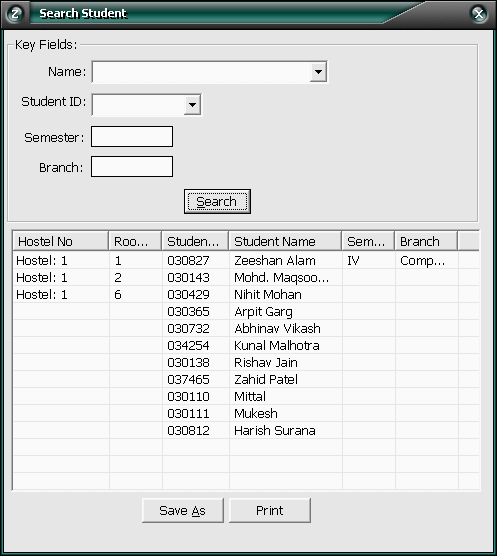 Search Student
Key Fields:
Name:
Student ID:
Semester:
Branch:
Search
Hostel No Roo... Studen... Student Name Sem... Branch
Hostel: 1 1 030827 Zeeshan Alam IV Comp...
Hostel: 1 2 030143 Mohd. Maqsoo...
Hostel: 1 6 030429 Nihit Mohan
030365 Arpit Garg
030732 Abhinav Vikash
034254 Kunal Malhotra
030138 Rishav Jain
037465 Zahid Patel
030110 Mittal
030111 Mukesh
030812 Harish Surana
Save As Print